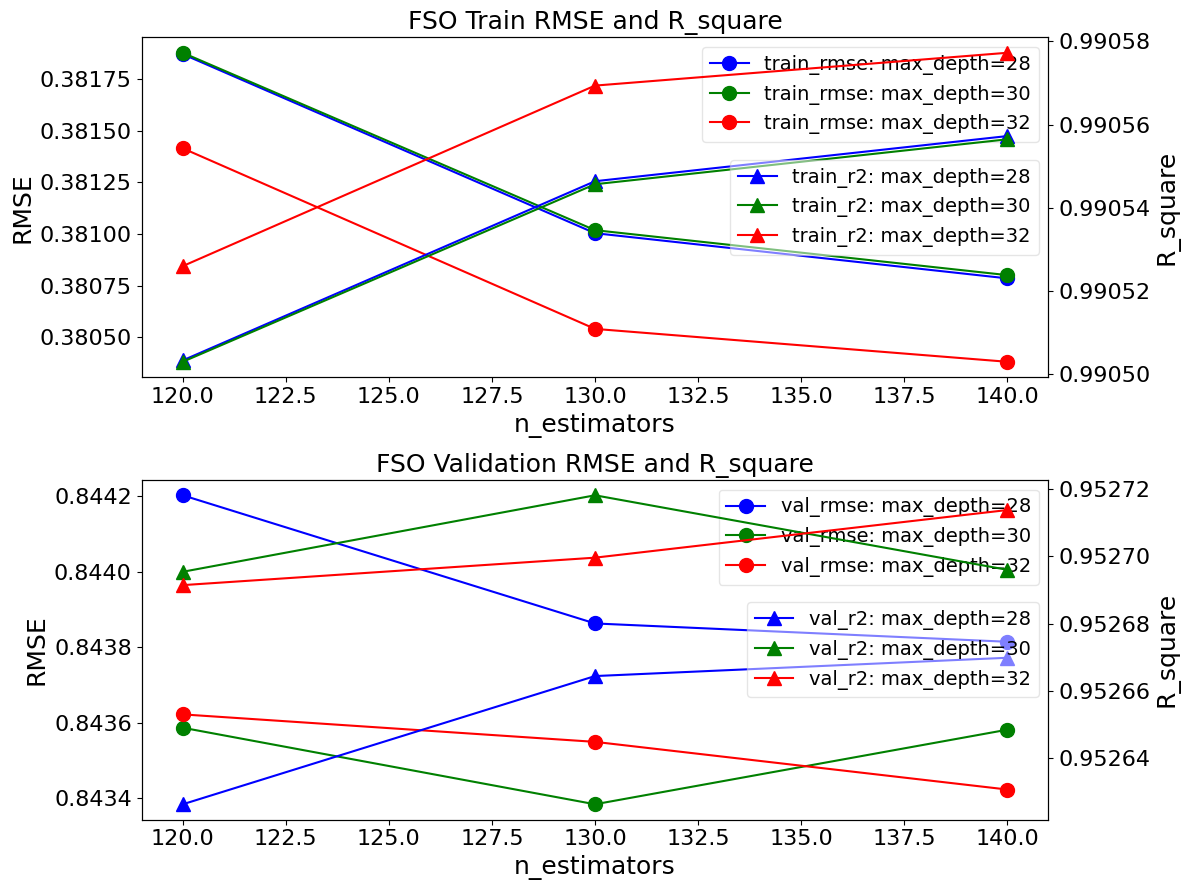 FSO Train RMSE and R_square
RMSE
0.38175
0.38150
0.38125
0.38100
0.38075
0.38050
train_rmse: max_depth=28
train_rmse: max_depth=30
train_rmse: max_depth=32
train_r2: max_depth=28
train_r2: max_depth=30
train_r2: max_depth=32
0.99058
0.99056
0.99054
0.99052
0.99050
R_square
120.0 122.5 125.0 127.5 130.0 132.5 135.0 137.5 140.0
n_estimators
FSO Validation RMSE and R_square
RMSE
0.8442
0.8440
0.8438
0.8436
0.8434
val_rmse: max_depth=28
val_rmse: max_depth=30
val_rmse: max_depth=32
val_r2: max_depth=28
val_r2: max_depth=30
val_r2: max_depth=32
0.95272
0.95270
0.95268
0.95266
0.95264
R_square
120.0 122.5 125.0 127.5 130.0 132.5 135.0 137.5 140.0
n_estimators